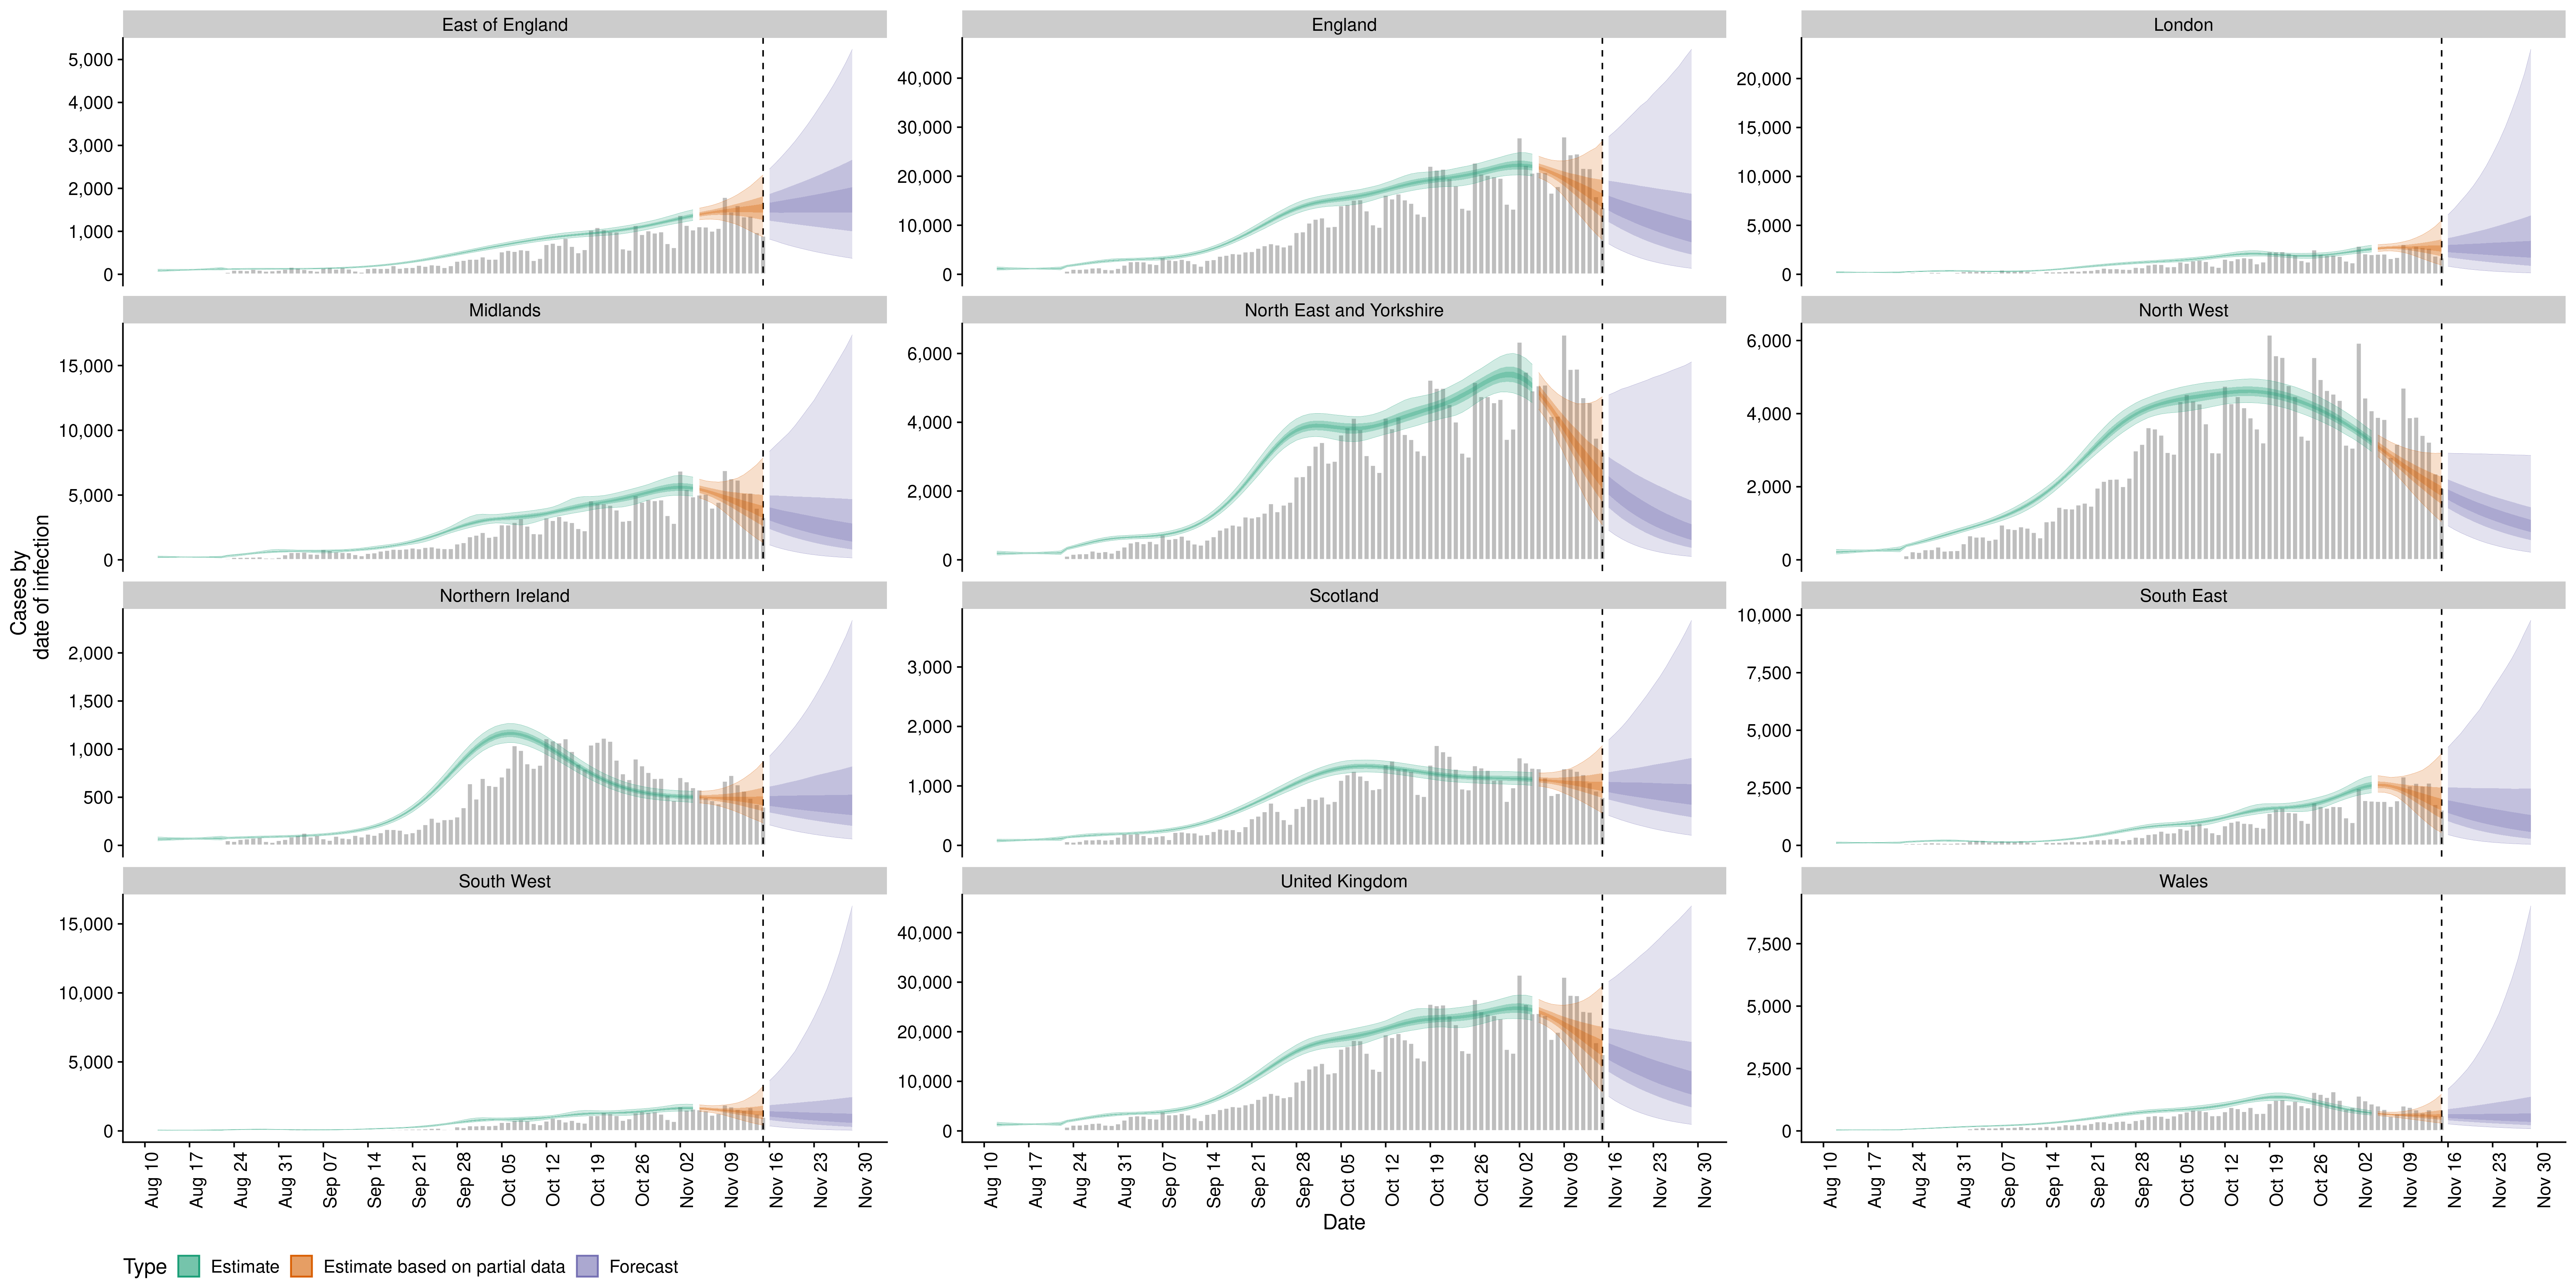 East of England
England
London
5,000
4,000
3,000
2,000
1,000
0
40,000
30,000
20,000
10,000
0
20,000
15,000
10,000
5,000
0
Midlands
North East and Yorkshire
North West
15,000
10,000
5,000
0
6,000
4,000
2,000
0
6,000
4,000
2,000
0
Cases by
date of infection
Northern Ireland
Scotland
South East
2,000
1,500
1,000
500
0
3,000
2,000
1,000
0
10,000
7,500
5,000
2,500
0
South West
United Kingdom
Wales
15,000
10,000
5,000
0
40,000
30,000
20,000
10,000
0
7,500
5,000
2,500
0
Aug 10
Aug 17
Aug 24
Aug 31
Sep 07
Sep 14
Sep 21
Sep 28
Oct 05
Oct 12
Oct 19
Oct 26
Nov 02
Nov 09
Nov 16
Nov 23
Nov 30
Aug 10
Aug 17
Aug 24
Aug 31
Sep 07
Sep 14
Sep 21
Sep 28
Oct 05
Oct 12
Oct 19
Oct 26
Nov 02
Nov 09
Nov 16
Nov 23
Nov 30
Aug 10
Aug 17
Aug 24
Aug 31
Sep 07
Sep 14
Sep 21
Sep 28
Oct 05
Oct 12
Oct 19
Oct 26
Nov 02
Nov 09
Nov 16
Nov 23
Nov 30
Date
Type Estimate Estimate based on partial data Forecast